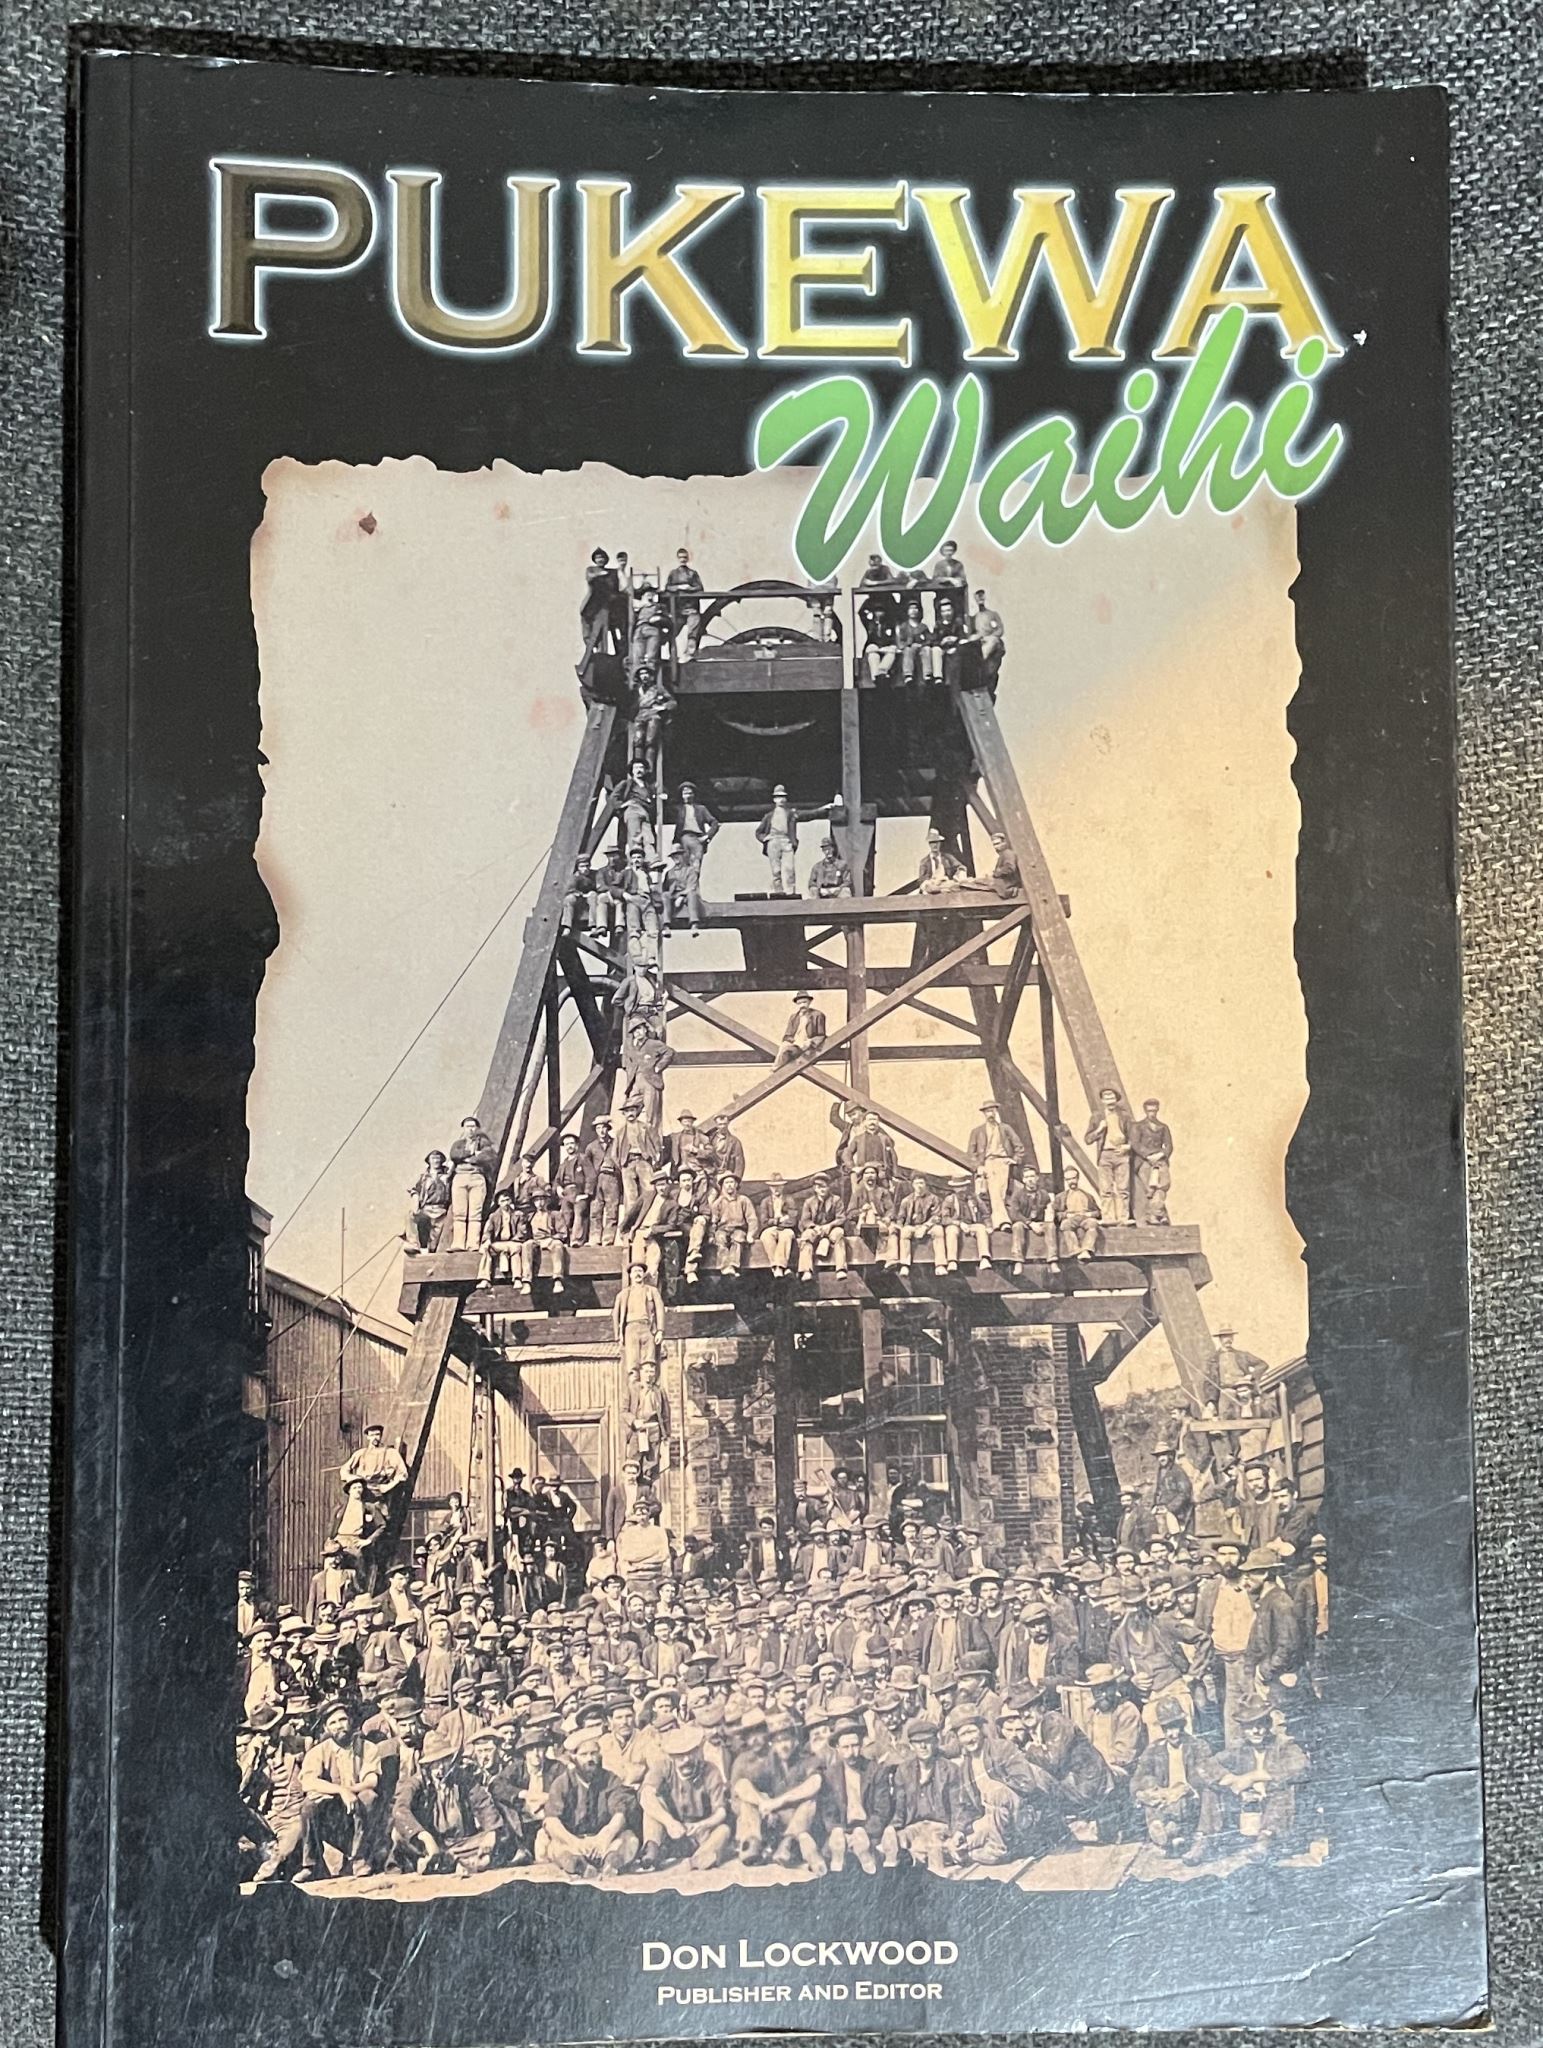 PUKEWA
Waihi
DON LOCKWOOD
PUBLISHER AND EDITOR